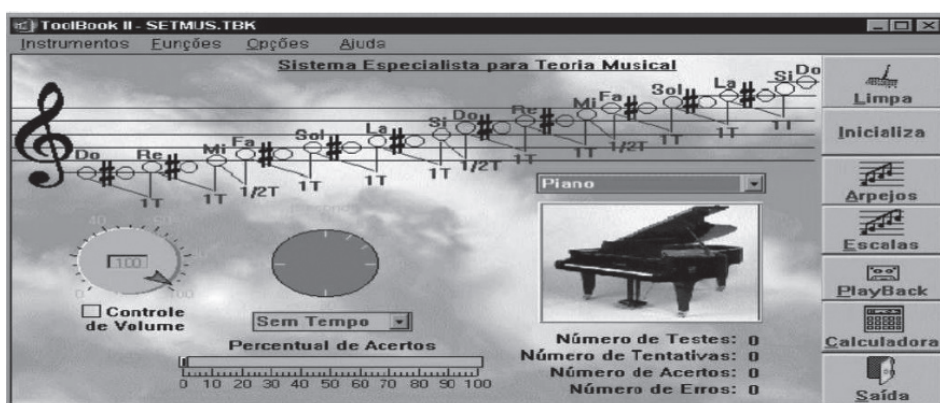 ToolBook II - SETMUS.TBK
Instrumentos Funções Opções Ajuda
Sistema Especialista para Teoria Musical
Do Re Mi Fa Sol La Si Do Re Mi Fa Sol La Si Do
1T 1T 1/2T 1T 1T 1T 1/2T 1T 1T 1/2T 1T 1T 1T
Piano
40
100
0
100
Controle
de Volume
Sem Tempo
Percentual de Acertos
0 10 20 30 40 50 60 70 80 90 100
Número de Testes: 0
Número de Tentativas: 0
Número de Acertos: 0
Número de Erros: 0
Limpa
Inicializa
Arpejos
Escalas
PlayBack
Calculadora
Saída